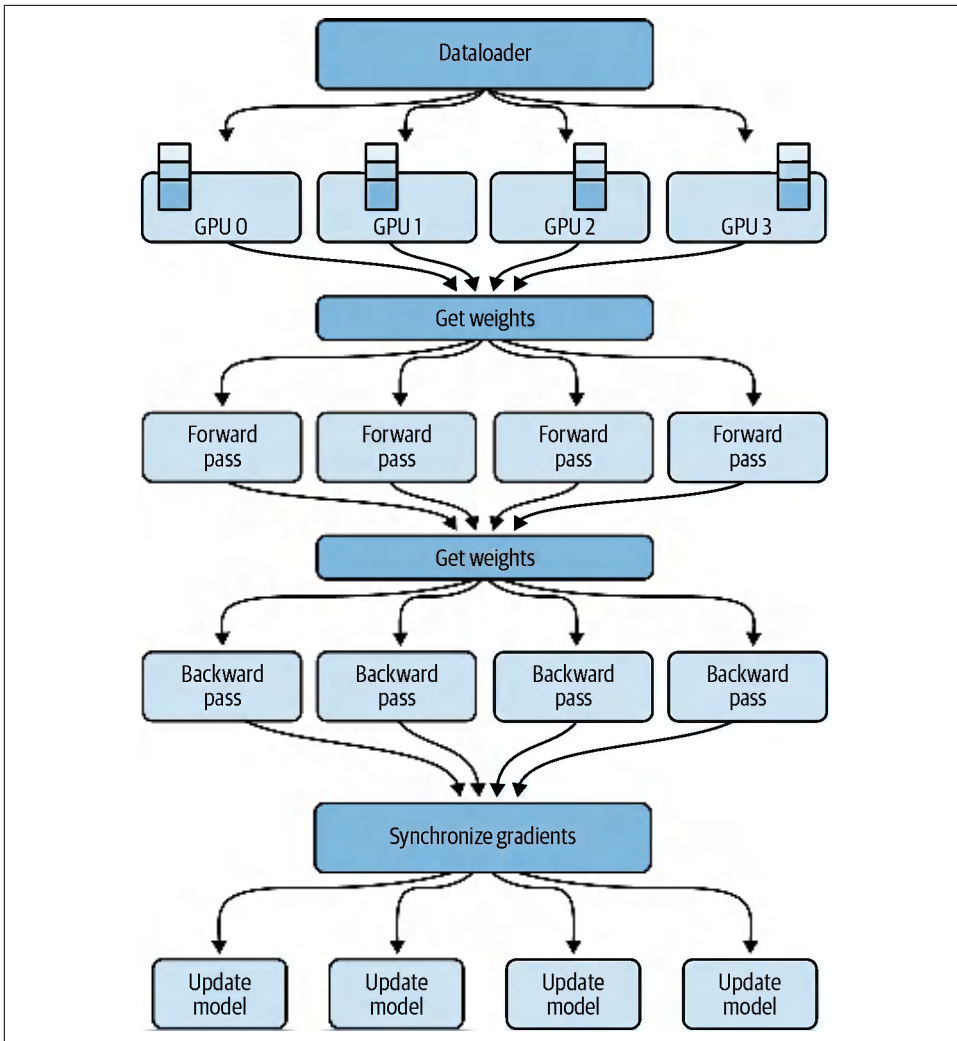 Dataloader
GPU 0
GPU 1
GPU 2
GPU 3
Get weights
Forward
pass
Forward
pass
Forward
pass
Forward
pass
Get weights
Backward
pass
Backward
pass
Backward
pass
Backward
pass
Synchronize gradients
Update
model
Update
model
Update
model
Update
model